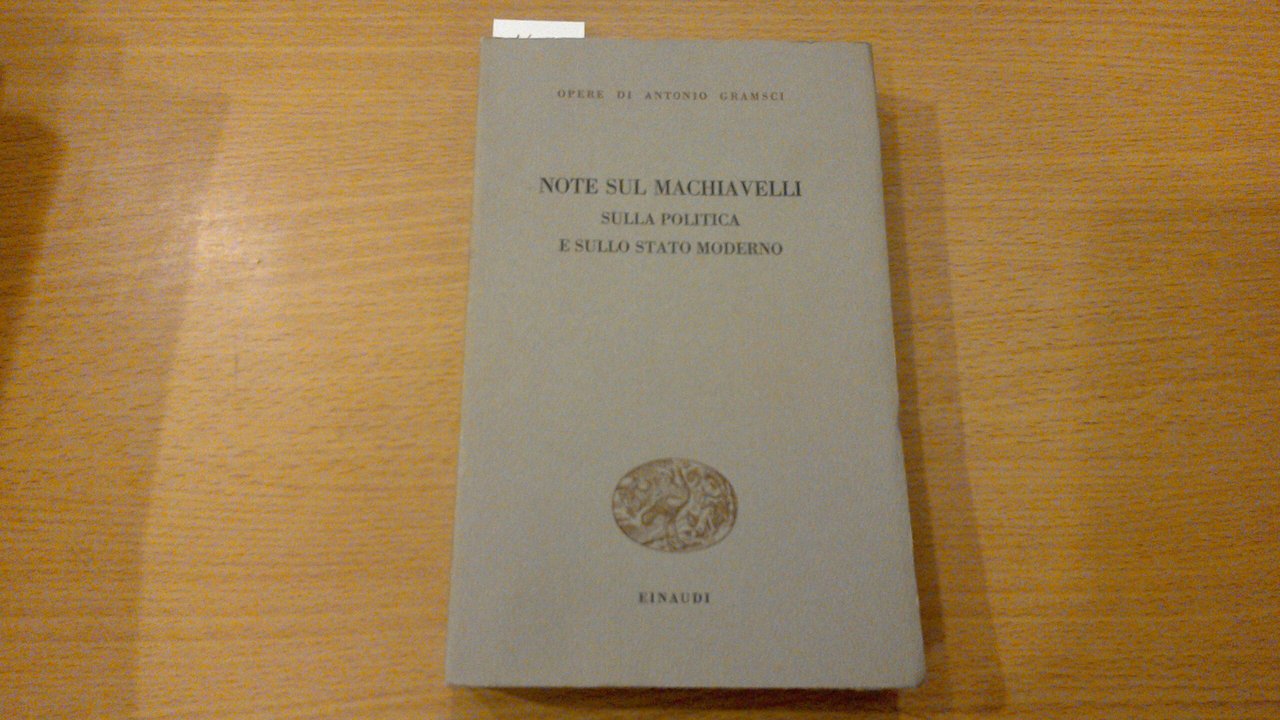 OPERE DI ANTONIO GRAMSCI
NOTE SUL MACHIAVELLI
SULLA POLITICA
E SULLO STATO MODERNO
EINAUDI